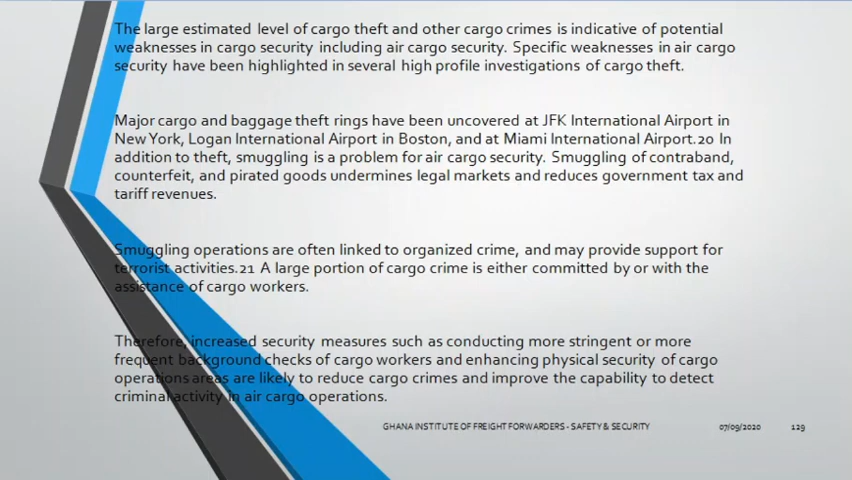 The large estimated level of cargo theft and other cargo crimes is indicative of potential
weaknesses in cargo security including air cargo security. Specific weaknesses in air cargo
security have been highlighted in several high profile investigations of cargo theft.
Major cargo and baggage theft rings have been uncovered at JFK International Airport in
New York, Logan International Airport in Boston, and at Miami International Airport.20 In
addition to theft, smuggling is a problem for air cargo security. Smuggling of contraband,
counterfeit, and pirated goods undermines legal markets and reduces government tax and
tariff revenues.
Smuggling operations are often linked to organized crime, and may provide support for
terrorist activities.21 A large portion of cargo crime is either committed by or with the
assistance of cargo workers.
Therefore, increased security measures such as conducting more stringent or more
frequent background checks of cargo workers and enhancing physical security of cargo
operations areas are likely to reduce cargo crimes and improve the capability to detect
criminal activity in air cargo operations.
GHANA INSTITUTE OF FREIGHT FORWARDERS - SAFETY & SECURITY 07/09/2020 129